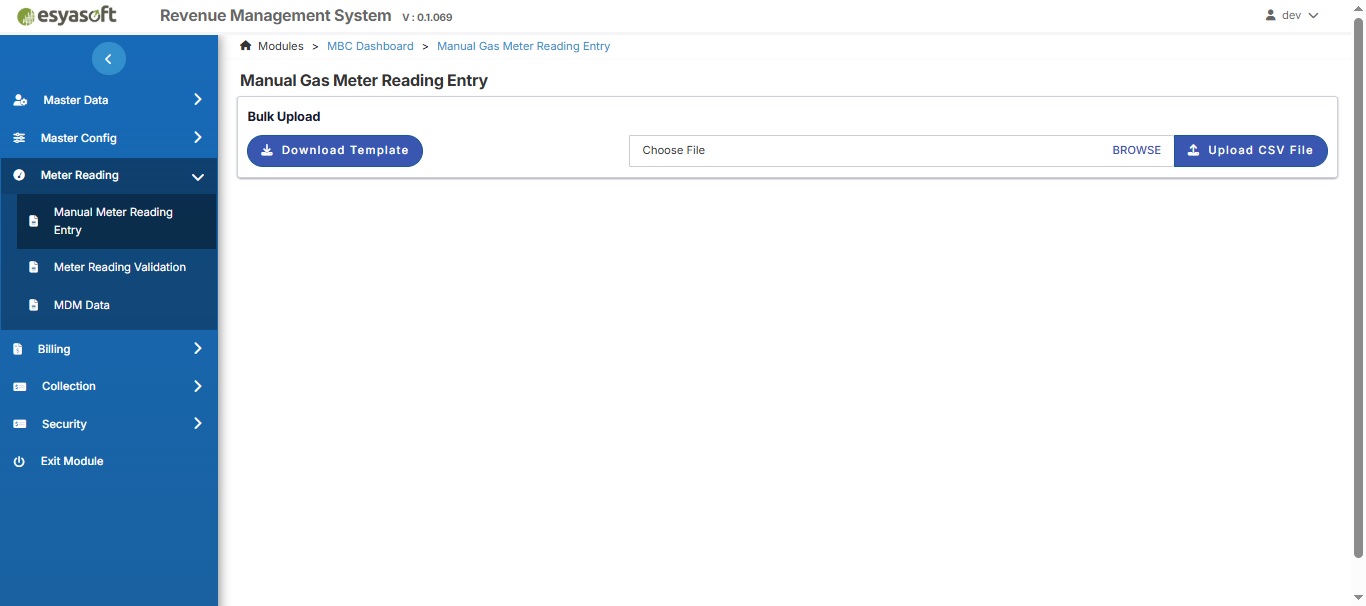 esyasoft
Revenue Management System V : 0.1.069
dev
Modules > MBC Dashboard > Manual Gas Meter Reading Entry
Manual Gas Meter Reading Entry
Bulk Upload
Download Template
Choose File
BROWSE
Upload CSV File
Master Data
Master Config
Meter Reading
Manual Meter Reading
Entry
Meter Reading Validation
MDM Data
Billing
Collection
Security
Exit Module